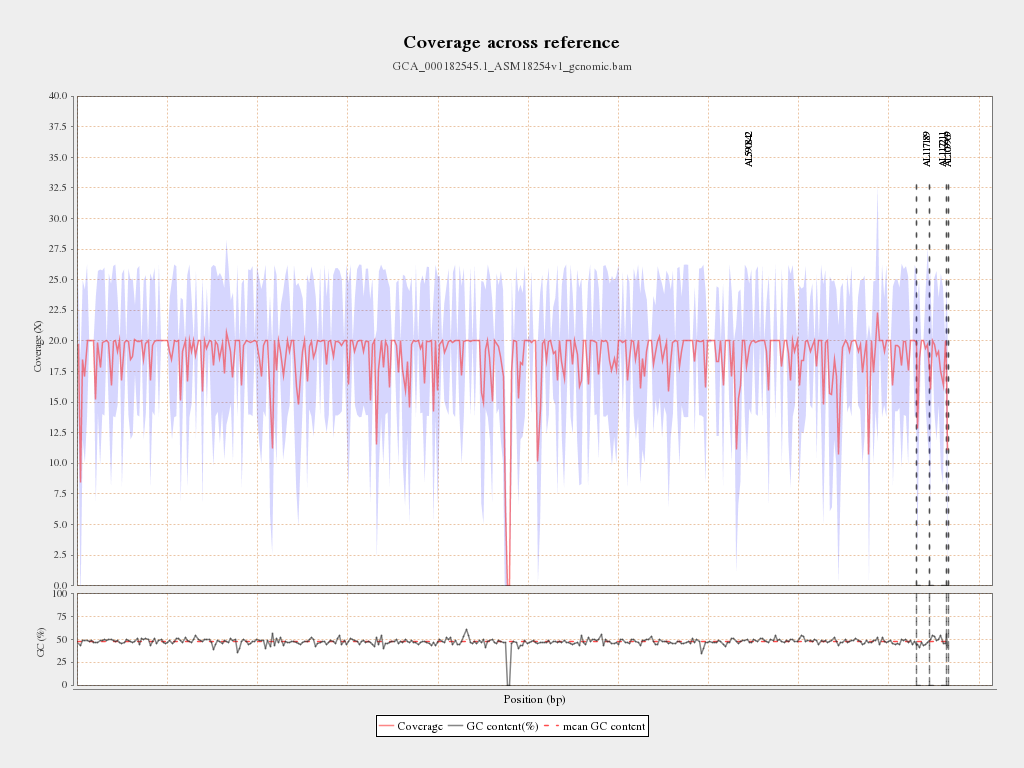 Coverage across reference
GCA_000182545.1_ASM18254v1_genomic.bam
40.0
37.5
35.0
32.5
30.0
27.5
25.0
22.5
20.0
17.5
15.0
12.5
10.0
7.5
5.0
2.5
0.0
Coverage (X)
AL590842
AL117189
AL117211
AL109969
100
75
50
25
0
GC (%)
Position (bp)
Coverage GC content(%) mean GC content